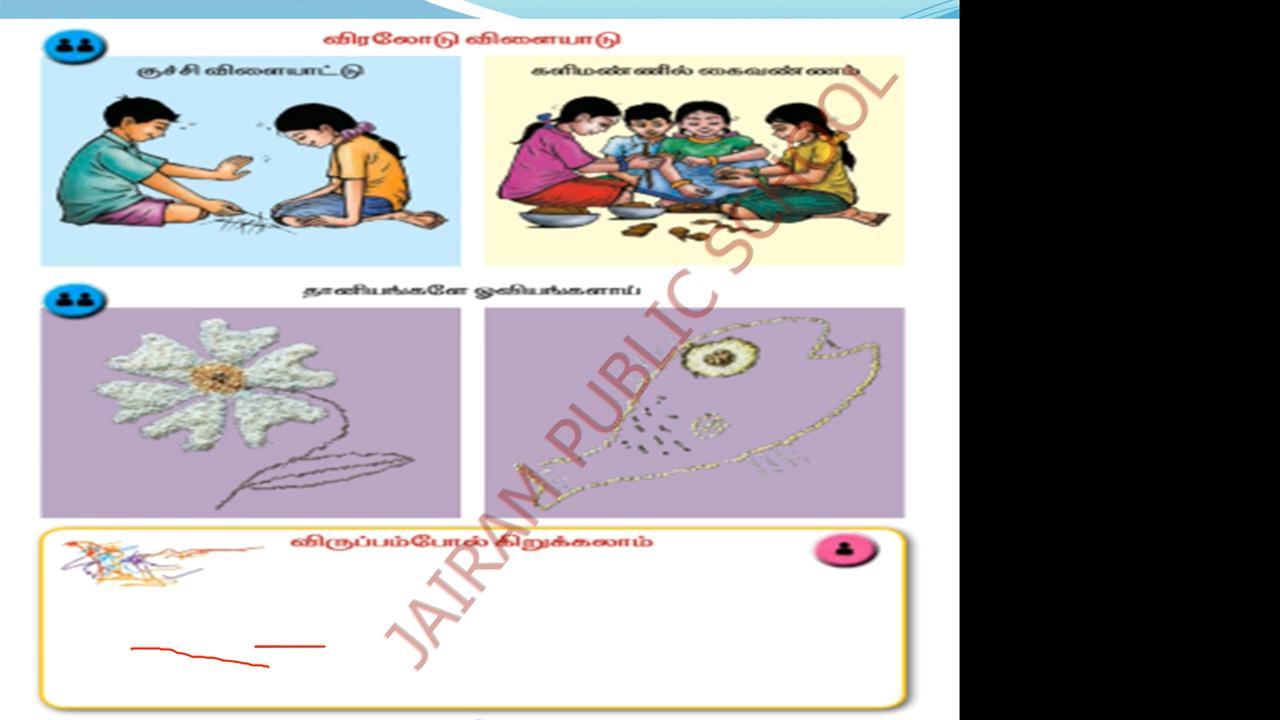 விரலோடு விளையாடு
குச்சி விளையாட்டு
களிமண்ணில் கைவண்ணம்
தானியங்களே ஓவியங்களாய்
விருப்பம்போல் கிறுக்கலாம்
JAIRAM PUBLIC SCHOOL